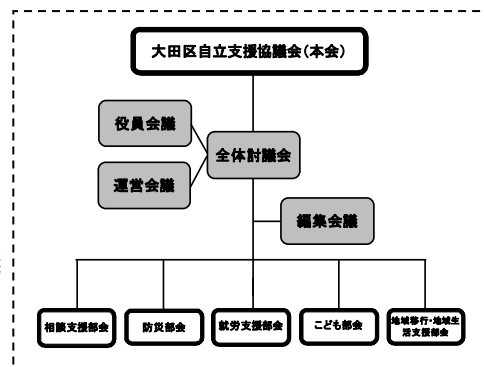 大田区自立支援協議会(本会)
役員会議
全体討議会
運営会議
編集会議
相談支援部会
防災部会
就労支援部会
こども部会
地域移行・地域生
活支援部会